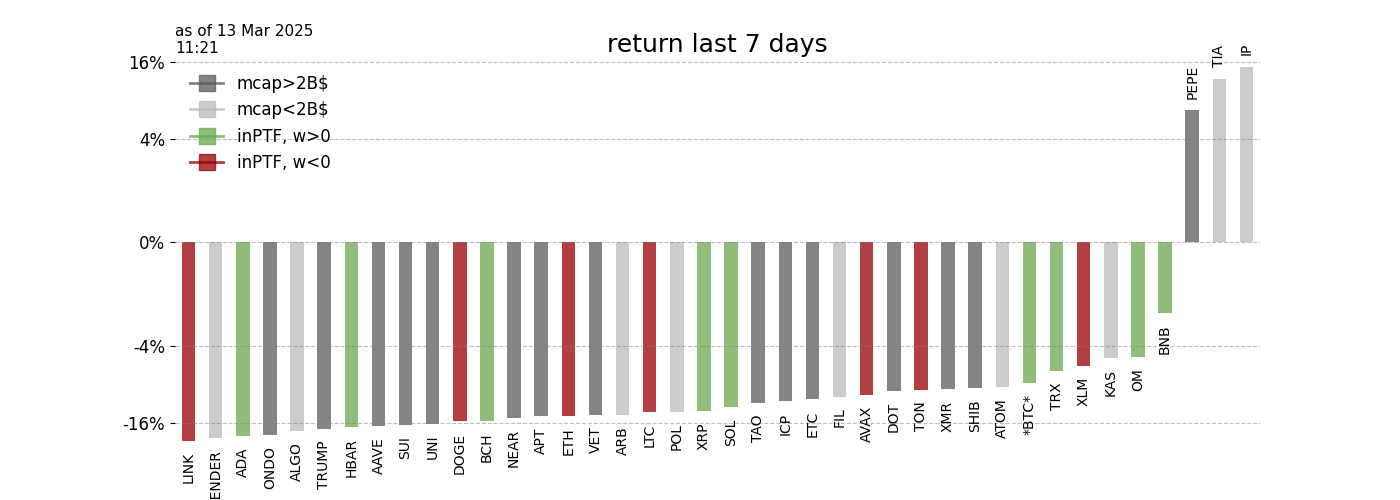 as of 13 Mar 2025
11:21
return last 7 days
16%
4%
0%
-4%
-16%
mcap>2B$
mcap<2B$
inPTF, w>0
inPTF, w<0
LINK
ENDER
ADA
ONDO
ALGO
TRUMP
HBAR
AAVE
SUI
UNI
DOGE
BCH
NEAR
APT
ETH
VET
ARB
LTC
POL
XRP
SOL
TAO
ICP
ETC
FIL
AVAX
DOT
TON
XMR
SHIB
ATOM
*BTC*
TRX
XLM
KAS
OM
BNB
PEPE
TIA
IP